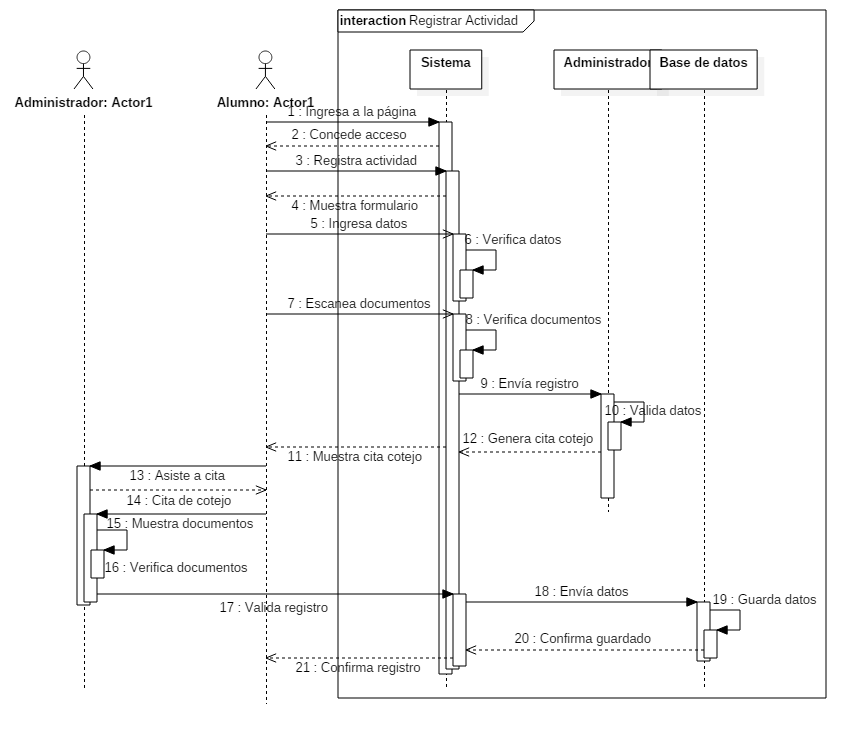 interaction Registrar Actividad
Sistema
Administrador
Base de datos
Administrador: Actor1
Alumno: Actor1
1 : Ingresa a la página
2 : Concede acceso
3 : Registra actividad
4 : Muestra formulario
5 : Ingresa datos
6 : Verifica datos
7 : Escanea documentos
8 : Verifica documentos
9 : Envía registro
10 : Valida datos
12 : Genera cita cotejo
11 : Muestra cita cotejo
13 : Asiste a cita
14 : Cita de cotejo
15 : Muestra documentos
16 : Verifica documentos
18 : Envía datos
19 : Guarda datos
17 : Valida registro
20 : Confirma guardado
21 : Confirma registro